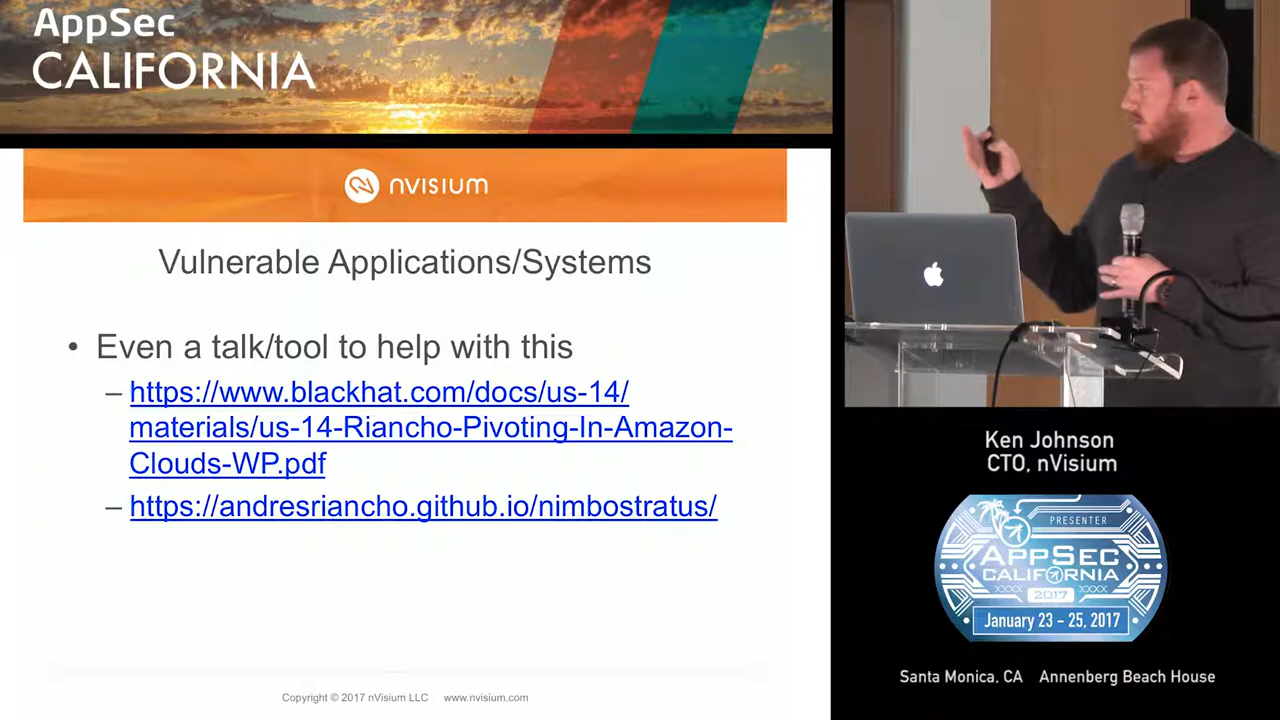 AppSec
CALIFORNIA
nVISIUM
Vulnerable Applications/Systems
• Even a talk/tool to help with this
– https://www.blackhat.com/docs/us-14/
materials/us-14-Riancho-Pivoting-In-Amazon-
Clouds-WP.pdf
– https://andresriancho.github.io/nimbostratus/
Copyright © 2017 nVisium LLC www.nvisium.com
Ken Johnson
CTO, nVisium
PRESENTER
APPSEC
CALIFORNIA
2017
January 23 - 25, 2017
Santa Monica, CA Annenberg Beach House